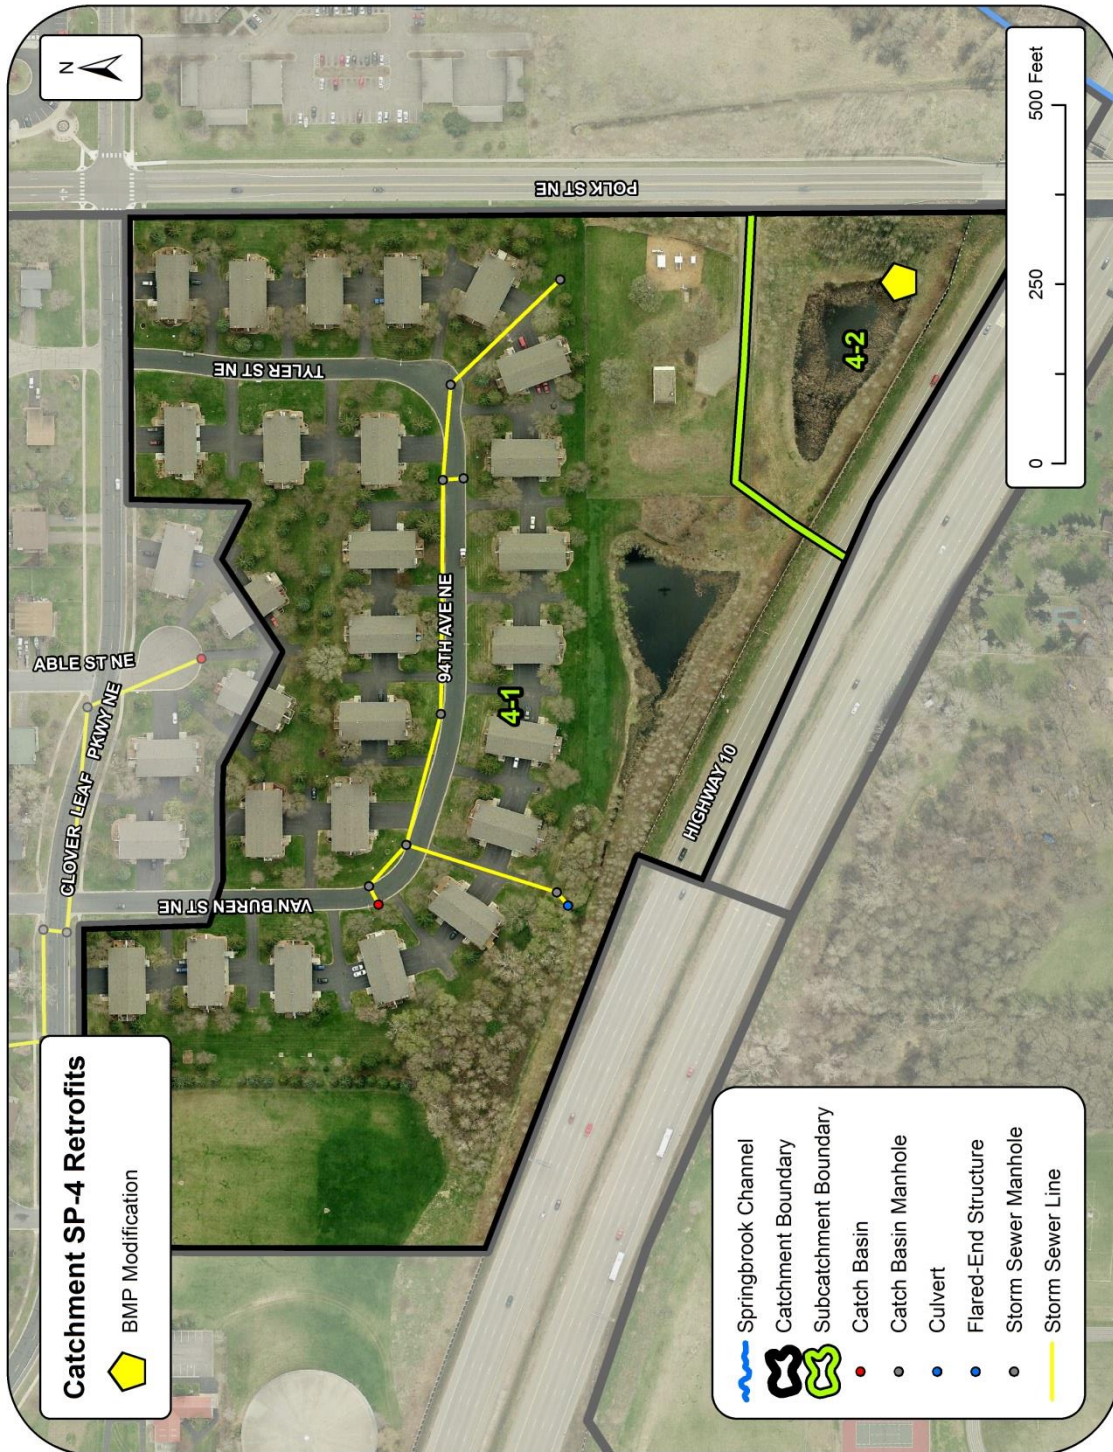 Catchment SP-4 Retrofits
BMP Modification
N
CLOVER LEAF PKWY NE
ABLE ST NE
VAN BUREN ST NE
TYLER ST NE
94TH AVE NE
POLK ST NE
4-1
4-2
HIGHWAY 10
Springbrook Channel
Catchment Boundary
Subcatchment Boundary
Catch Basin
Catch Basin Manhole
Culvert
Flared-End Structure
Storm Sewer Manhole
Storm Sewer Line
0 250 500 Feet